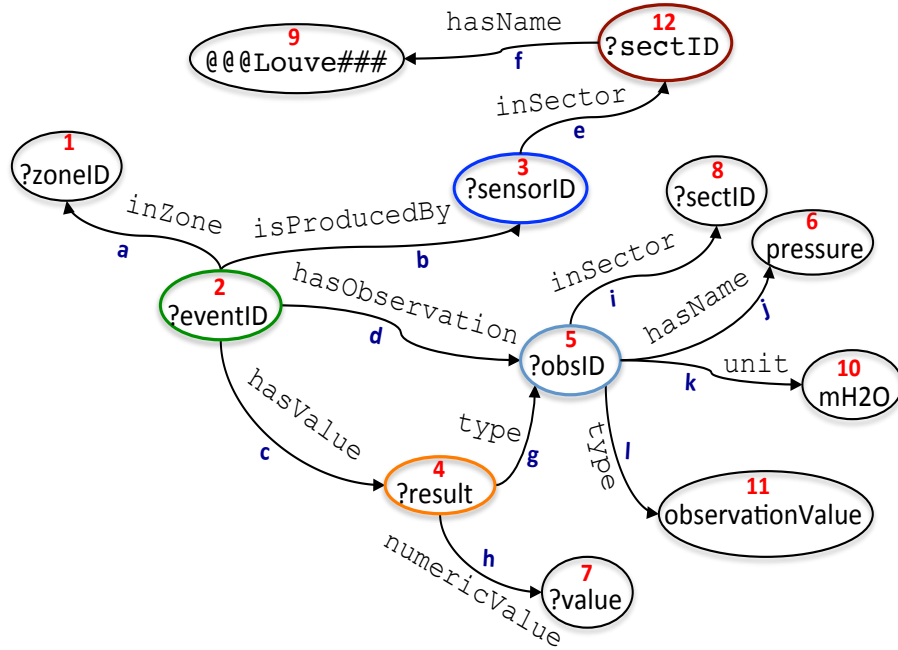 hasName
12
?sectID
9
@@@Louve###
f
inSector
e
1
?zoneID
3
?sensorID
8
?sectID
inZone
a
isProducedBy
b
6
pressure
inSector
i
hasName
j
2
?eventID
hasObservation
d
5
?obsID
unit
k
10
mH2O
hasValue
c
type
g
type
l
4
?result
11
observationValue
h
numericValue
7
?value